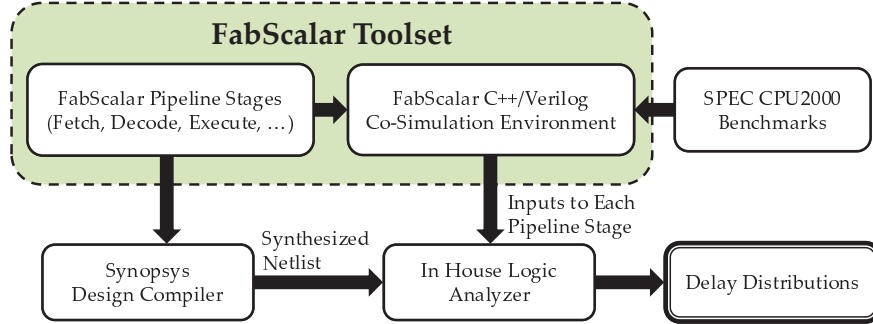 FabScalar Toolset
FabScalar Pipeline Stages
(Fetch, Decode, Execute, ...)
FabScalar C++/Verilog
Co-Simulation Environment
SPEC CPU2000
Benchmarks
Inputs to Each
Pipeline Stage
Synthesized
Netlist
Synopsys
Design Compiler
In House Logic
Analyzer
Delay Distributions